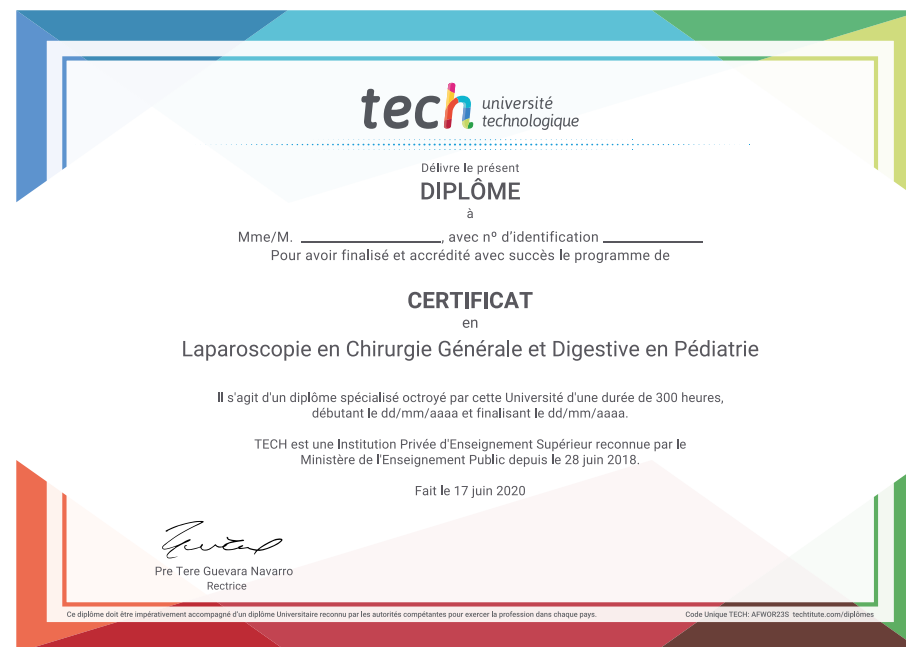 tech université
technologique
Délivre le présent
DIPLÔME
à
Mme/M. ____________________, avec nº d'identification ______________
Pour avoir finalisé et accrédité avec succès le programme de
CERTIFICAT
en
Laparoscopie en Chirurgie Générale et Digestive en Pédiatrie
Il s'agit d'un diplôme spécialisé octroyé par cette Université d'une durée de 300 heures,
débutant le dd/mm/aaaa et finalisant le dd/mm/aaaa.
TECH est une Institution Privée d'Enseignement Supérieur reconnue par le
Ministère de l'Enseignement Public depuis le 28 juin 2018.
Fait le 17 juin 2020
Pre Tere Guevara Navarro
Rectrice
Ce diplôme doit être impérativement accompagné d'un diplôme Universitaire reconnu par les autorités compétantes pour exercer la profession dans chaque pays.
Code Unique TECH: AFWOR23S techtitute.com/diplômes